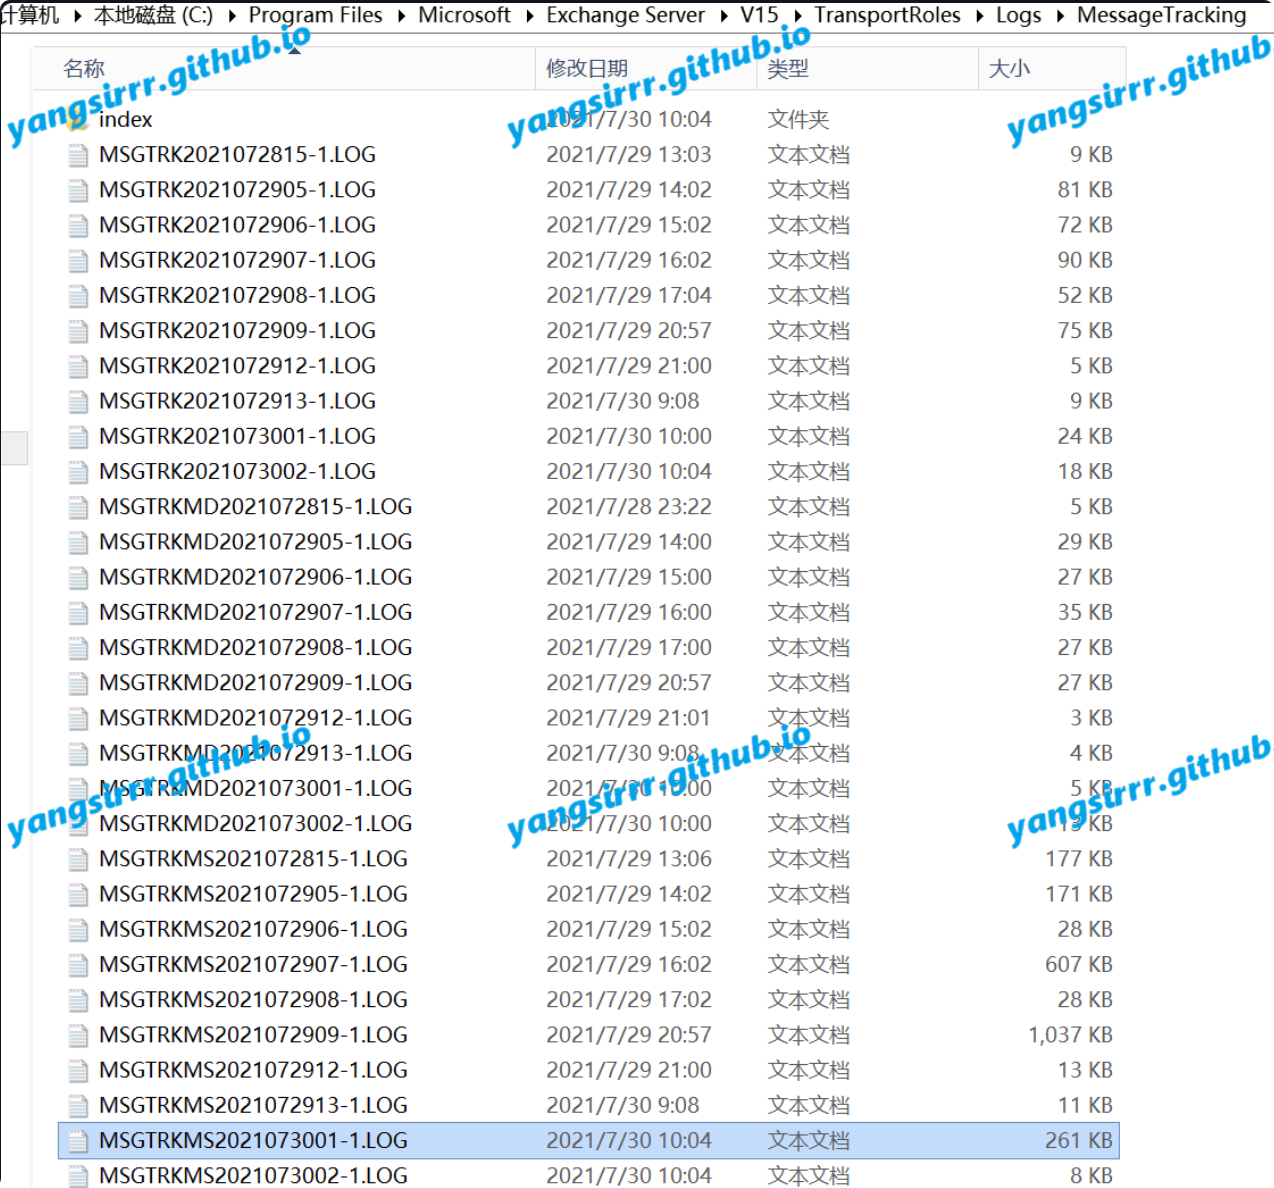 计算机 本地磁盘 (C:) Program Files Microsoft Exchange Server V15 TransportRoles Logs MessageTracking
名称 修改日期 类型 大小
index 2021/7/30 10:04 文件夹
MSGTRK2021072815-1.LOG 2021/7/29 13:03 文本文档 9 KB
MSGTRK2021072905-1.LOG 2021/7/29 14:02 文本文档 81 KB
MSGTRK2021072906-1.LOG 2021/7/29 15:02 文本文档 72 KB
MSGTRK2021072907-1.LOG 2021/7/29 16:02 文本文档 90 KB
MSGTRK2021072908-1.LOG 2021/7/29 17:04 文本文档 52 KB
MSGTRK2021072909-1.LOG 2021/7/29 20:57 文本文档 75 KB
MSGTRK2021072912-1.LOG 2021/7/29 21:00 文本文档 5 KB
MSGTRK2021072913-1.LOG 2021/7/30 9:08 文本文档 9 KB
MSGTRK2021073001-1.LOG 2021/7/30 10:00 文本文档 24 KB
MSGTRK2021073002-1.LOG 2021/7/30 10:04 文本文档 18 KB
MSGTRKMD2021072815-1.LOG 2021/7/28 23:22 文本文档 5 KB
MSGTRKMD2021072905-1.LOG 2021/7/29 14:00 文本文档 29 KB
MSGTRKMD2021072906-1.LOG 2021/7/29 15:00 文本文档 27 KB
MSGTRKMD2021072907-1.LOG 2021/7/29 16:00 文本文档 35 KB
MSGTRKMD2021072908-1.LOG 2021/7/29 17:00 文本文档 27 KB
MSGTRKMD2021072909-1.LOG 2021/7/29 20:57 文本文档 27 KB
MSGTRKMD2021072912-1.LOG 2021/7/29 21:01 文本文档 3 KB
MSGTRKMD2021072913-1.LOG 2021/7/30 9:08 文本文档 4 KB
MSGTRKMD2021073001-1.LOG 2021/7/30 10:00 文本文档 5 KB
MSGTRKMD2021073002-1.LOG 2021/7/30 10:00 文本文档 13 KB
MSGTRKMS2021072815-1.LOG 2021/7/29 13:06 文本文档 177 KB
MSGTRKMS2021072905-1.LOG 2021/7/29 14:02 文本文档 171 KB
MSGTRKMS2021072906-1.LOG 2021/7/29 15:02 文本文档 28 KB
MSGTRKMS2021072907-1.LOG 2021/7/29 16:02 文本文档 607 KB
MSGTRKMS2021072908-1.LOG 2021/7/29 17:02 文本文档 28 KB
MSGTRKMS2021072909-1.LOG 2021/7/29 20:57 文本文档 1,037 KB
MSGTRKMS2021072912-1.LOG 2021/7/29 21:00 文本文档 13 KB
MSGTRKMS2021072913-1.LOG 2021/7/30 9:08 文本文档 11 KB
MSGTRKMS2021073001-1.LOG 2021/7/30 10:04 文本文档 261 KB
MSGTRKMS2021073002-1.LOG 2021/7/30 10:04 文本文档 8 KB
yangsirrr.github.io
yangsirrr.github.io
yangsirrr.github
yangsirrr.github.io
yangsirrr.github.io
yangsirrr.github